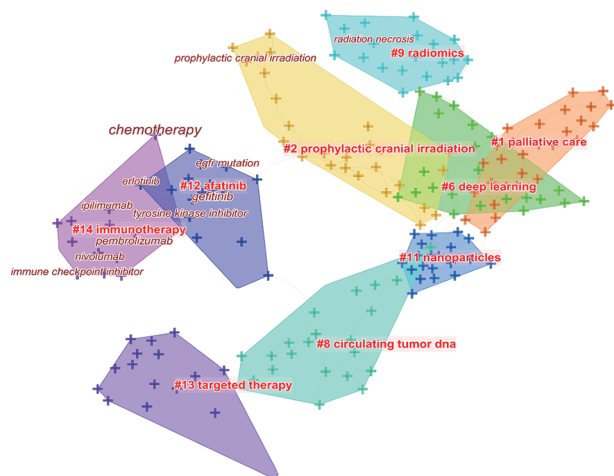 radiation necrosis
#9 radiomics
prophylactic cranial irradiation
chemotherapy
#1 palliative care
#2 prophylactic cranial irradiation
egfr mutation
erlotinib
#12 afatinib
#6 deep learning
gefitinib
ipilimumab
tyrosine kinase inhibitor
#14 immunotherapy
pembrolizumab
nivolumab
#11 nanoparticles
immune checkpoint inhibitor
#8 circulating tumor dna
#13 targeted therapy